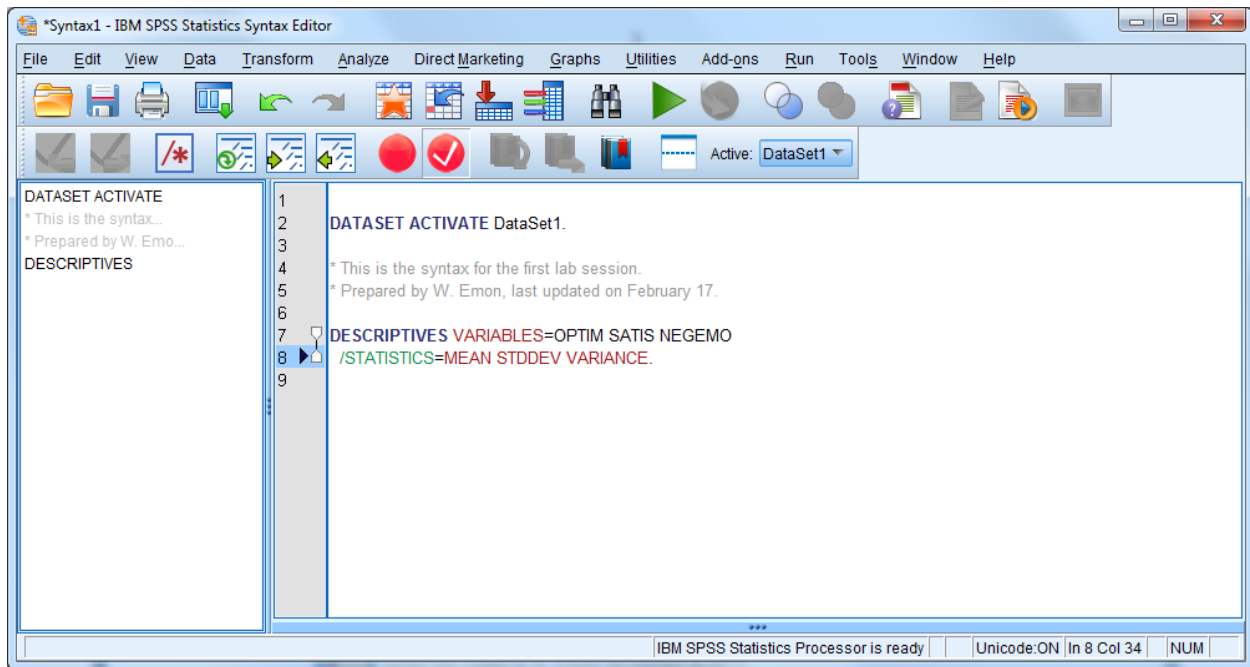 *Syntax1 - IBM SPSS Statistics Syntax Editor
File Edit View Data Transform Analyze Direct Marketing Graphs Utilities Add-ons Run Tools Window Help
Active: DataSet1
DATASET ACTIVATE
* This is the syntax...
* Prepared by W. Emo...
DESCRIPTIVES
1
2 DATASET ACTIVATE DataSet1.
3
4 * This is the syntax for the first lab session.
5 * Prepared by W. Emon, last updated on February 17.
6
7 DESCRIPTIVES VARIABLES=OPTIM SATIS NEGEMO
8 /STATISTICS=MEAN STDDEV VARIANCE.
9
IBM SPSS Statistics Processor is ready Unicode:ON In 8 Col 34 NUM